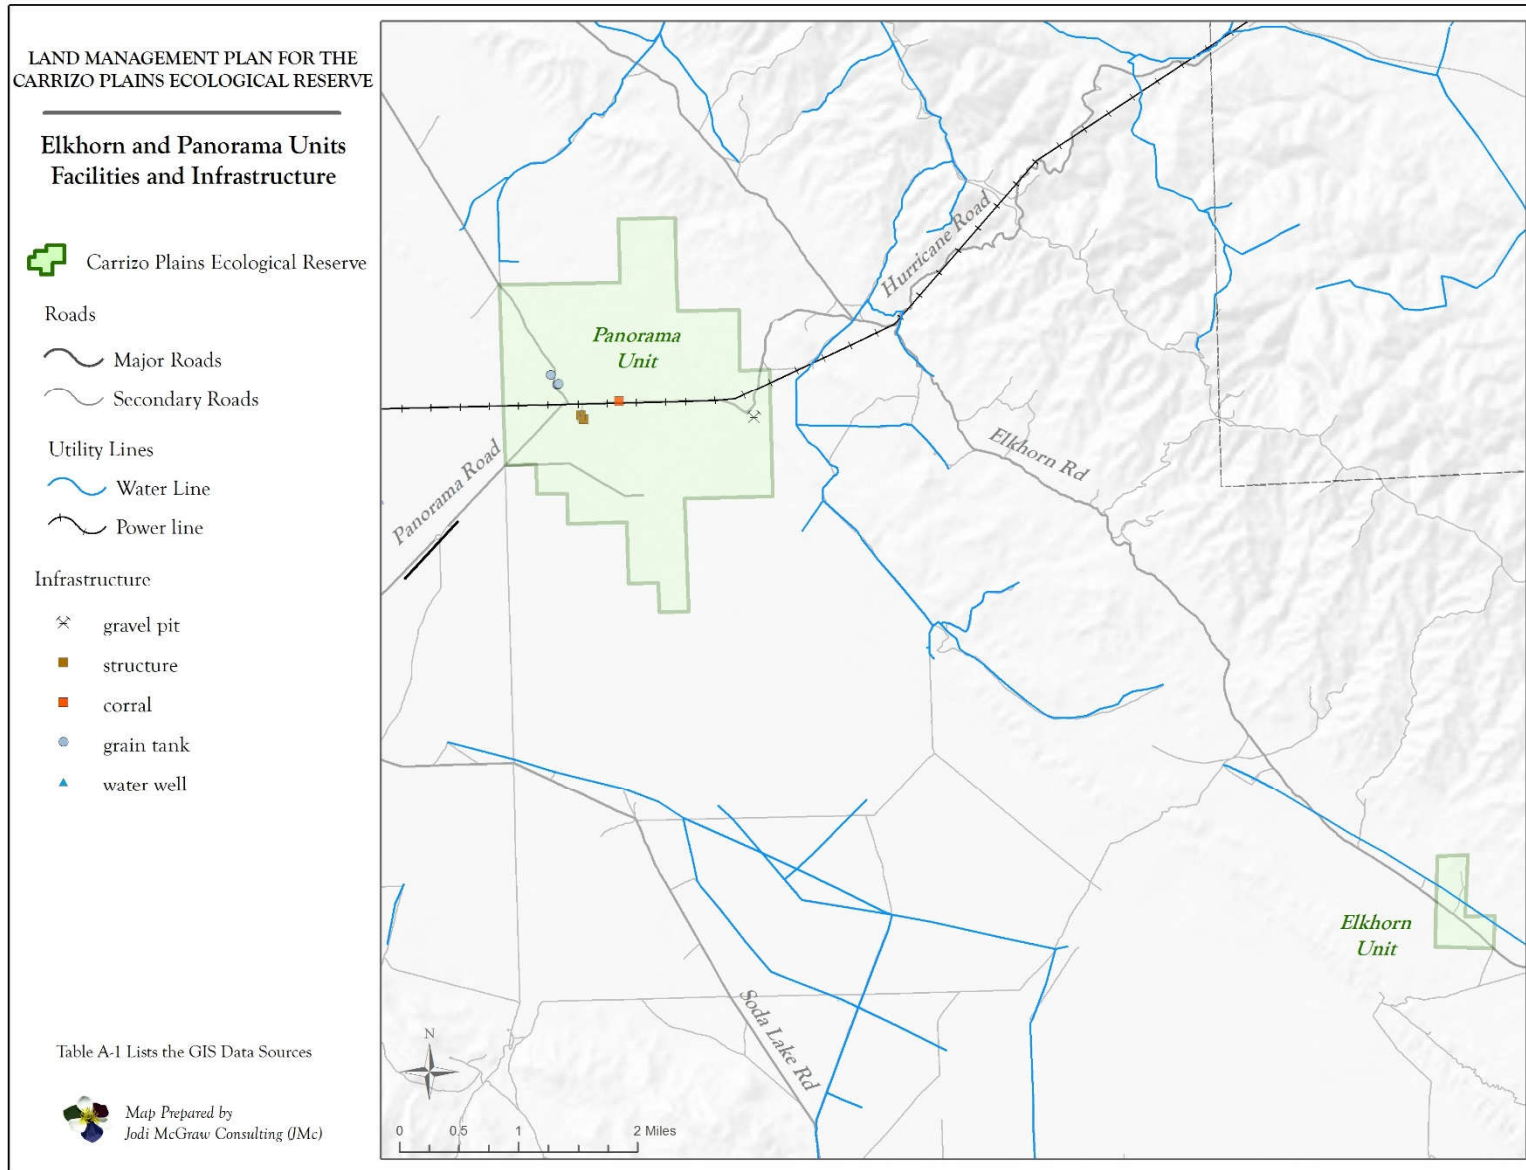 LAND MANAGEMENT PLAN FOR THE
CARRIZO PLAINS ECOLOGICAL RESERVE
Elkhorn and Panorama Units
Facilities and Infrastructure
Carrizo Plains Ecological Reserve
Roads
Major Roads
Secondary Roads
Utility Lines
Water Line
Power line
Infrastructure
gravel pit
structure
corral
grain tank
water well
Table A-1 Lists the GIS Data Sources
Map Prepared by
Jodi McGraw Consulting (JMc)
Hurricane Road
Panorama
Unit
Elkhorn Rd
Panorama Road
Elkhorn
Unit
Soda Lake Rd
N
0 0.5 1 2 Miles